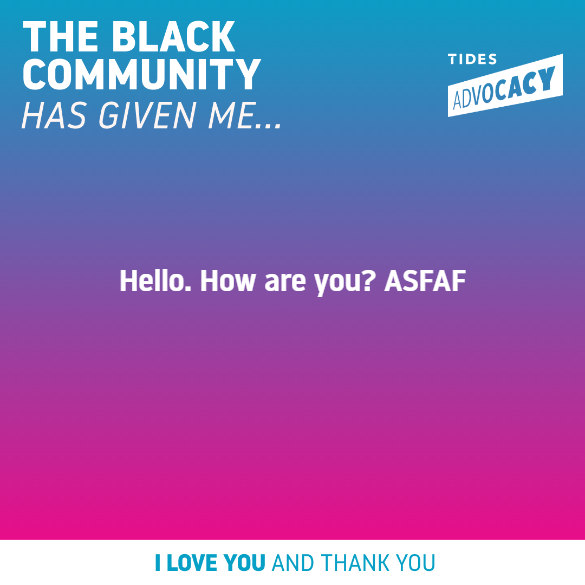 THE BLACK
COMMUNITY
HAS GIVEN ME...
TIDES
ADVOCACY
Hello. How are you? ASFAF
I LOVE YOU AND THANK YOU